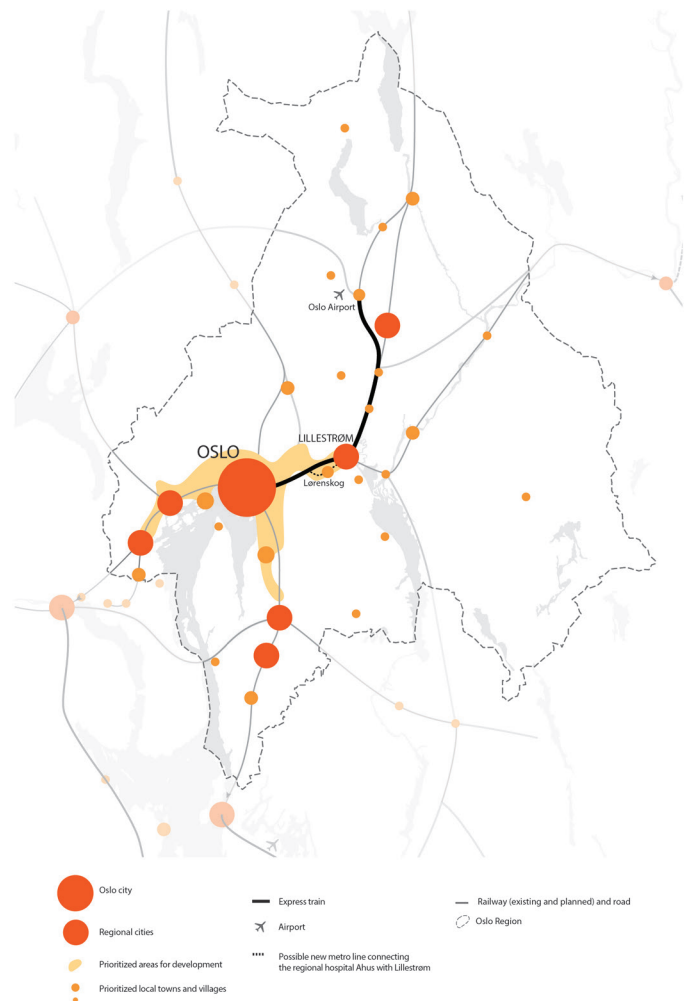 Oslo Airport
LILLESTRØM
OSLO
Lørenskog
Oslo city
Regional cities
Prioritized areas for development
Prioritized local towns and villages
Express train
Airport
Possible new metro line connecting
the regional hospital Ahus with Lillestrøm
Railway (existing and planned) and road
Oslo Region